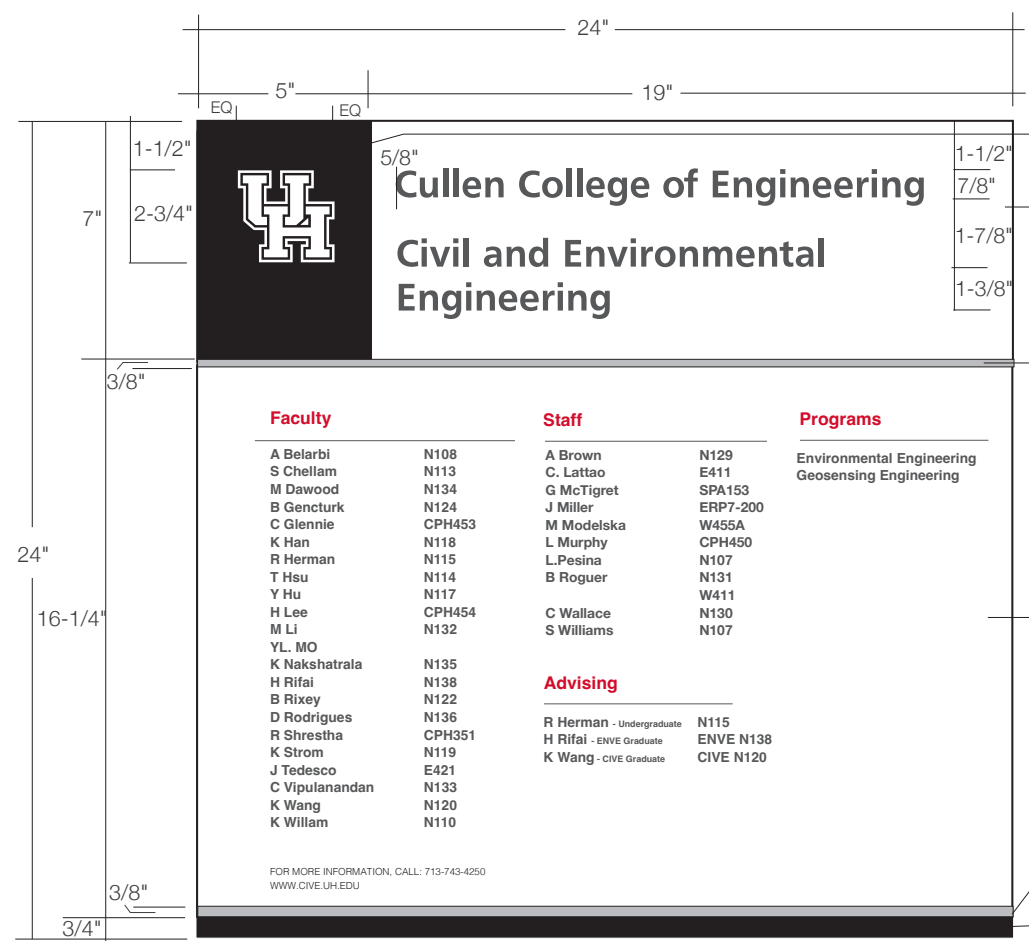 24"
5"
19"
EQ
EQ
1-1/2"
5/8"
1-1/2"
Cullen College of Engineering
7/8"
7"
2-3/4"
UH
1-7/8"
Civil and Environmental
Engineering
1-3/8"
3/8"
Faculty
A Belarbi N108
S Chellam N113
M Dawood N134
B Gencturk N124
C Glennie CPH453
K Han N118
R Herman N115
T Hsu N114
Y Hu N117
H Lee CPH454
M Li N132
YL. MO
K Nakshatrala N135
H Rifai N138
B Rixey N122
D Rodrigues N136
R Shrestha CPH351
K Strom N119
J Tedesco E421
C Vipulanandan N133
K Wang N120
K Willam N110
Staff
A Brown N129
C. Lattao E411
G McTigret SPA153
J Miller ERP7-200
M Modelska W455A
L Murphy CPH450
L.Pesina N107
B Roguer N131
W411
C Wallace N130
S Williams N107
Advising
R Herman - Undergraduate N115
H Rifai - ENVE Graduate ENVE N138
K Wang - CIVE Graduate CIVE N120
Programs
Environmental Engineering
Geosensing Engineering
24"
16-1/4"
FOR MORE INFORMATION, CALL: 713-743-4250
WWW.CIVE.UH.EDU
3/8"
3/4"